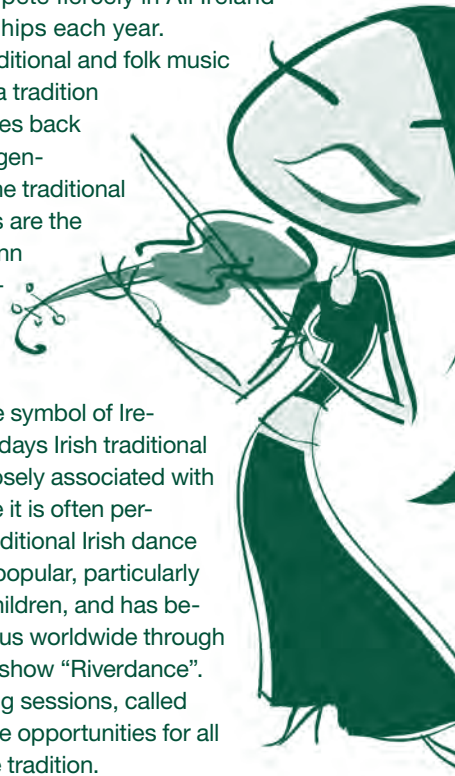 pete fiercely in All-Ireland
hips each year.
ditional and folk music
a tradition
es back
gen-
ne traditional
s are the
nn
-
e symbol of Ire-
days Irish traditional
osely associated with
e it is often per-
ditional Irish dance
popular, particularly
hildren, and has be-
us worldwide through
show “Riverdance”.
g sessions, called
e opportunities for all
e tradition.